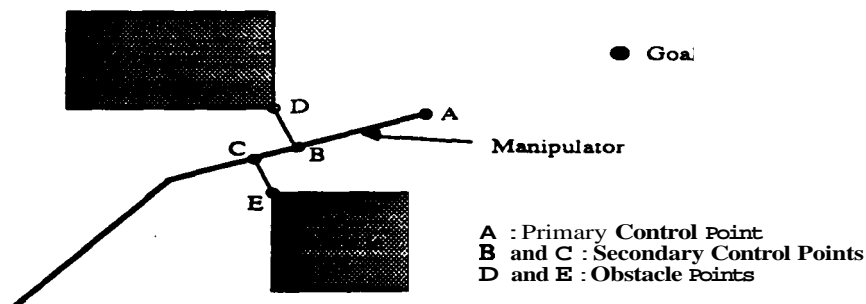 Goal
D
A
C
B
Manipulator
E
A : Primary Control Point
B and C : Secondary Control Points
D and E : Obstacle Points